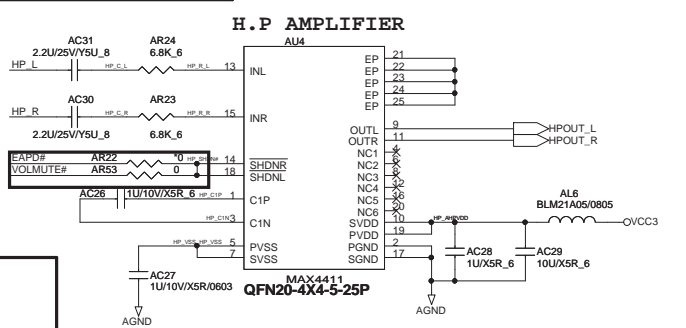 H.P AMPLIFIER
AC31 AR24 AU4
2.2U/25V/Y5U_8 6.8K_6
HP_L HP_C_L HP_R_L 13 INL
AC30 AR23
HP_R HP_C_R HP_R_R 15 INR
2.2U/25V/Y5U_8 6.8K_6
EAPD# AR22 *0 HP_SHDN# 14 SHDNR
VOLMUTE# AR53 0 18 SHDNL
AC26 1U/10V/X5R_6 HP_C1P 1 C1P
HP_C1N 3 C1N
HP_VSS HP_VSS 5 PVSS
7 SVSS
AC27
1U/10V/X5R/0603
AGND
EP 21
EP 22
EP 23
EP 24
EP 25
OUTL 9 HPOUT_L
OUTR 11 HPOUT_R
NC1 4
NC2
NC3
NC4 12
NC5 16
NC6 20
SVDD 10 HP_AHPVDD
PVDD 19
PGND 2
SGND 17
AL6
BLM21A05/0805
VCC3
AC28
1U/X5R_6
AC29
10U/X5R_6
AGND
MAX4411
QFN20-4X4-5-25P